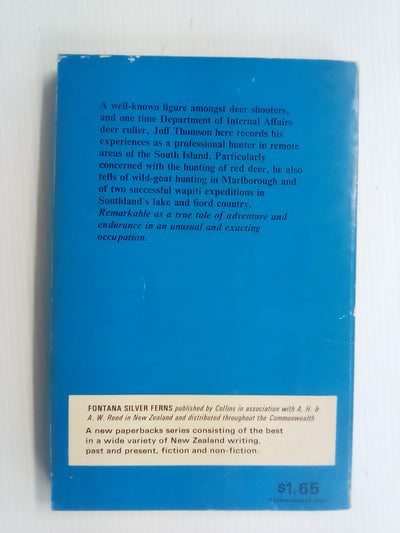 A well-known figure amongst deer shooters,
and one time Department of Internal Affairs
deer culler, Joff Thomson here records his
experiences as a professional hunter in remote
areas of the South Island. Particularly
concerned with the hunting of red deer, he also
tells of wild-goat hunting in Marlborough and
of two successful wapiti expeditions in
Southland's lake and fiord country.
Remarkable as a true tale of adventure and
endurance in an unusual and exacting
occupation.
FONTANA SILVER FERNS published by Collins in association with A. H. &
A. W. Reed in New Zealand and distributed throughout the Commonwealth
A new paperbacks series consisting of the best
in a wide variety of New Zealand writing,
past and present, fiction and non-fiction.
$1.65
Recommended price